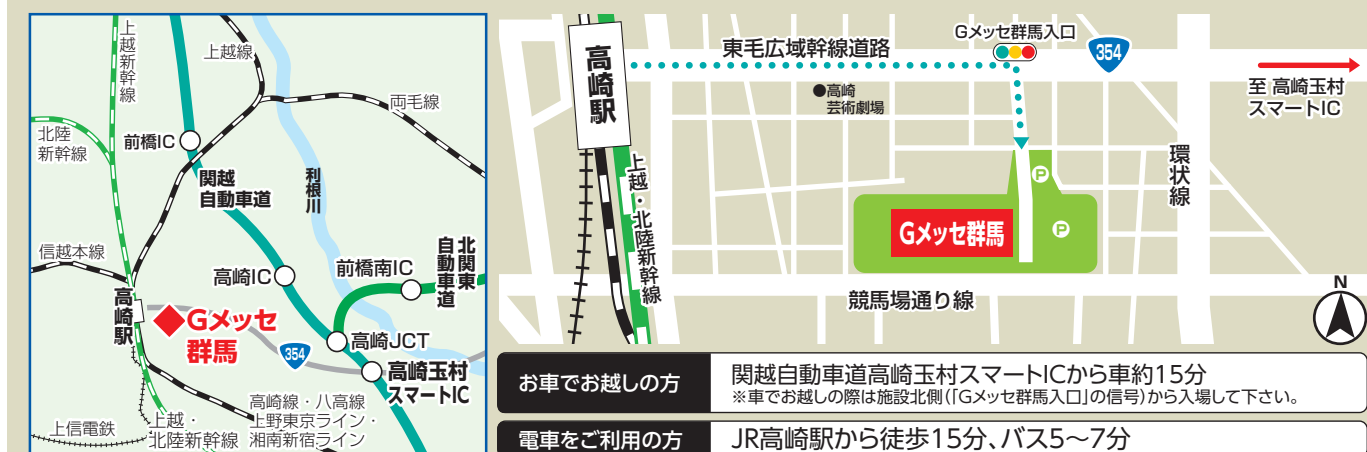 上越新幹線
上越線
両毛線
北陸
新幹線
前橋IC
関越
自動車道
利根川
信越本線
高崎IC
前橋南IC
北関東
自動車道
高崎駅
Gメッセ
群馬
354
高崎JCT
高崎玉村
スマートIC
高崎線・八高線
上野東京ライン・
湘南新宿ライン
上信電鉄
上越・
北陸新幹線
高崎駅
東毛広域幹線道路
Gメッセ群馬入口
354
至 高崎玉村
スマートIC
●高崎
芸術劇場
上越・北陸新幹線
環状線
P
Gメッセ群馬
P
競馬場通り線
N
お車でお越しの方
関越自動車道高崎玉村スマートICから車約15分
※車でお越しの際は施設北側(「Gメッセ群馬入口」の信号)から入場して下さい。
電車をご利用の方
JR高崎駅から徒歩15分、バス5〜7分